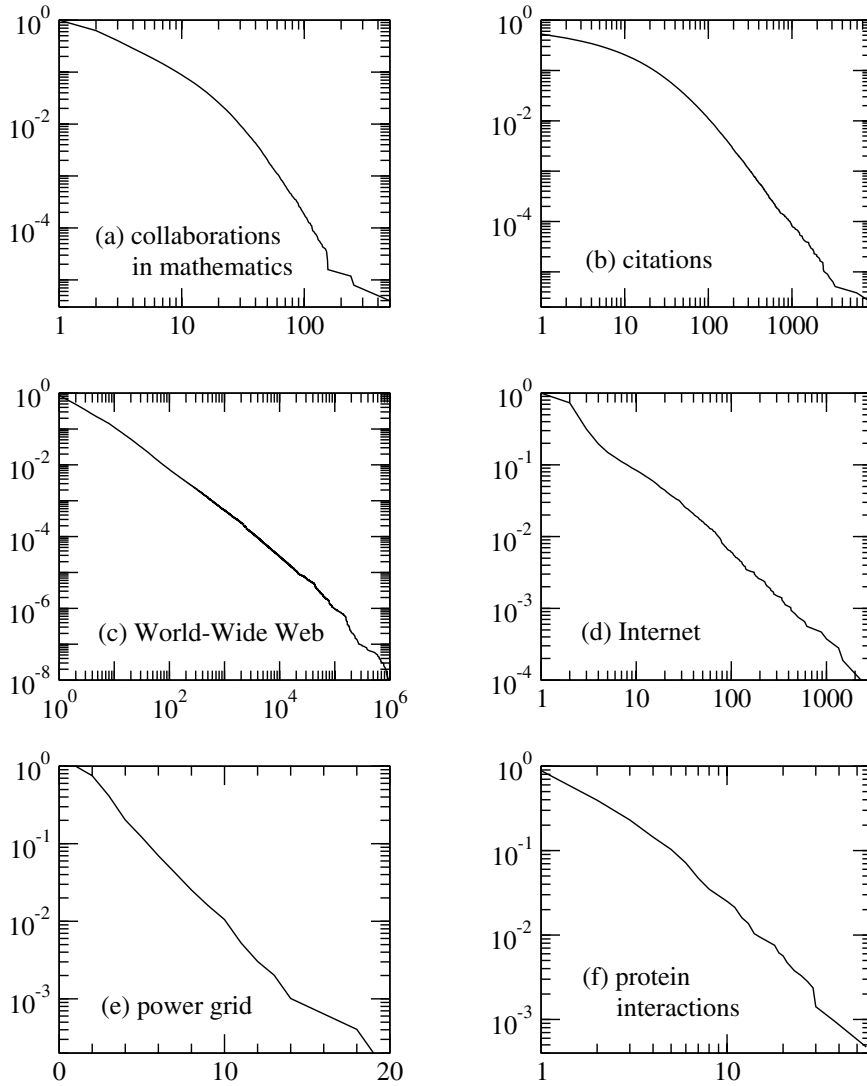 10^0
10^-2
10^-4
1 10 100
(a) collaborations
in mathematics
10^0
10^-2
10^-4
1 10 100 1000
(b) citations
10^0
10^-2
10^-4
10^-6
10^-8
10^0 10^2 10^4 10^6
(c) World-Wide Web
10^0
10^-1
10^-2
10^-3
10^-4
1 10 100 1000
(d) Internet
10^0
10^-1
10^-2
10^-3
0 10 20
(e) power grid
10^0
10^-1
10^-2
10^-3
1 10
(f) protein
interactions